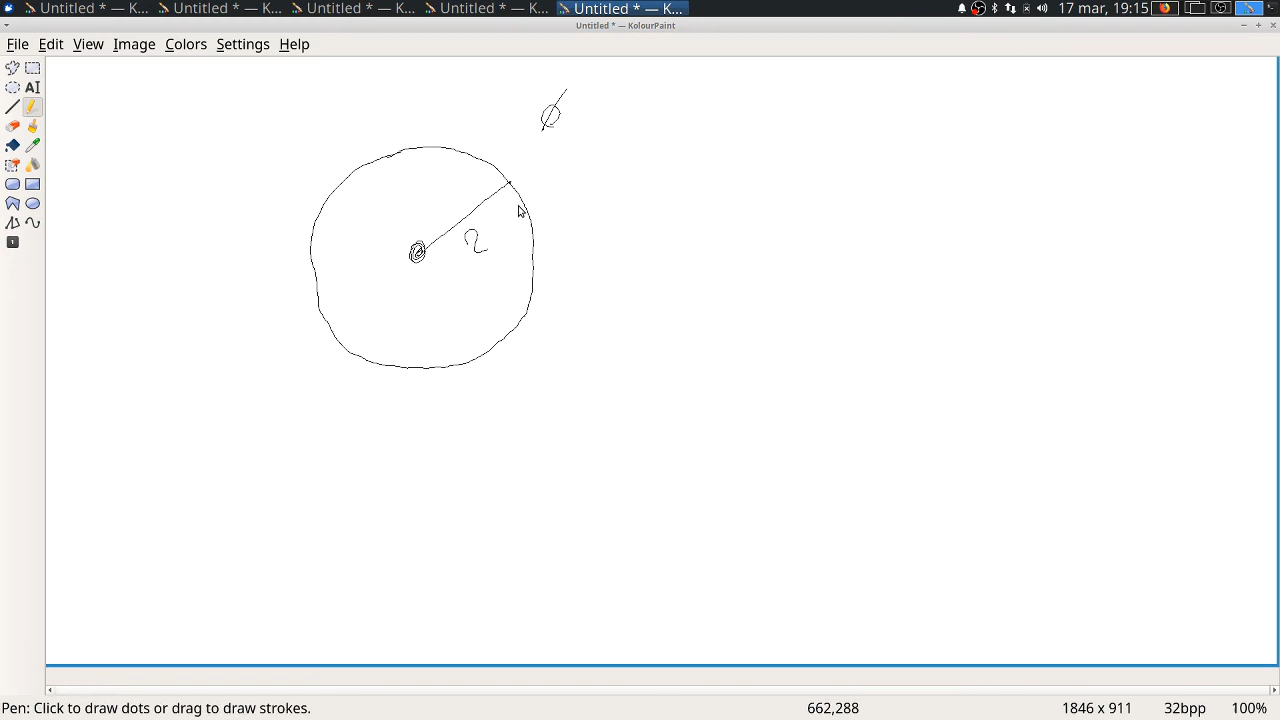 Untitled * — K...
Untitled * — K...
Untitled * — K...
Untitled * — K...
Untitled * — K...
17 mar, 19:15
Untitled * — KolourPaint
File Edit View Image Colors Settings Help
AI
Φ
Pen: Click to draw dots or drag to draw strokes.
662,288
1846 x 911
32bpp
100%